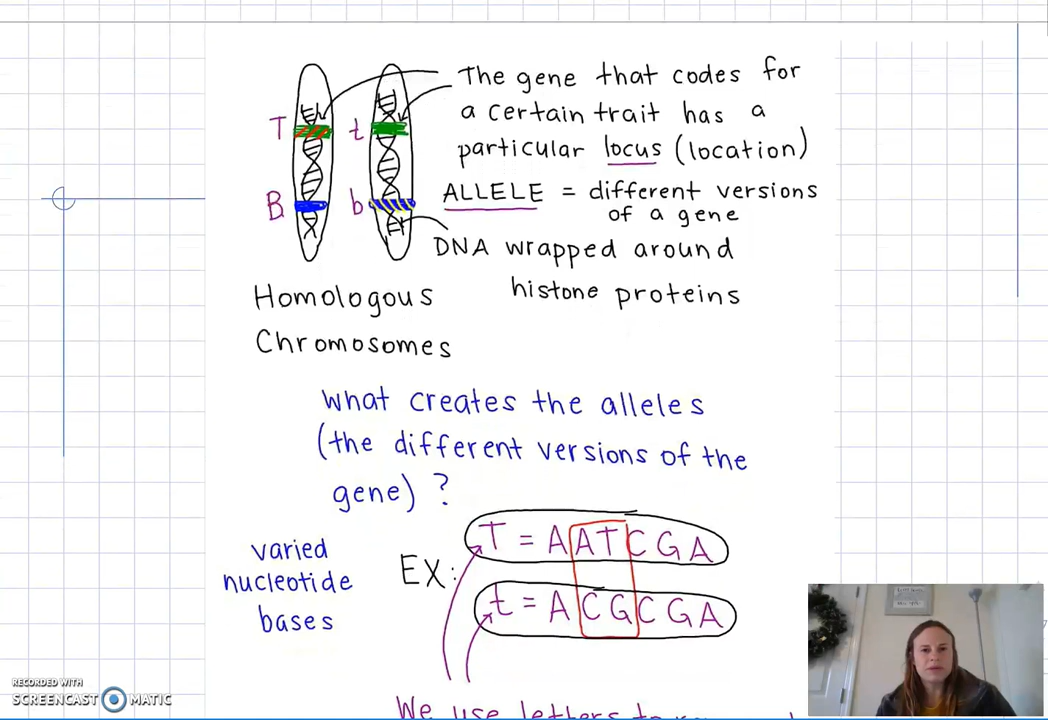 The gene that codes for
a certain trait has a
particular locus (location)
T t
ALLELE = different versions
of a gene
B b
DNA wrapped around
histone proteins
Homologous
Chromosomes
What creates the alleles
(the different versions of the
gene) ?
varied
nucleotide
bases
EX:
T = AATCGA
t = ACGCGA
We use letters to
RECORDED WITH
SCREENCAST MATIC